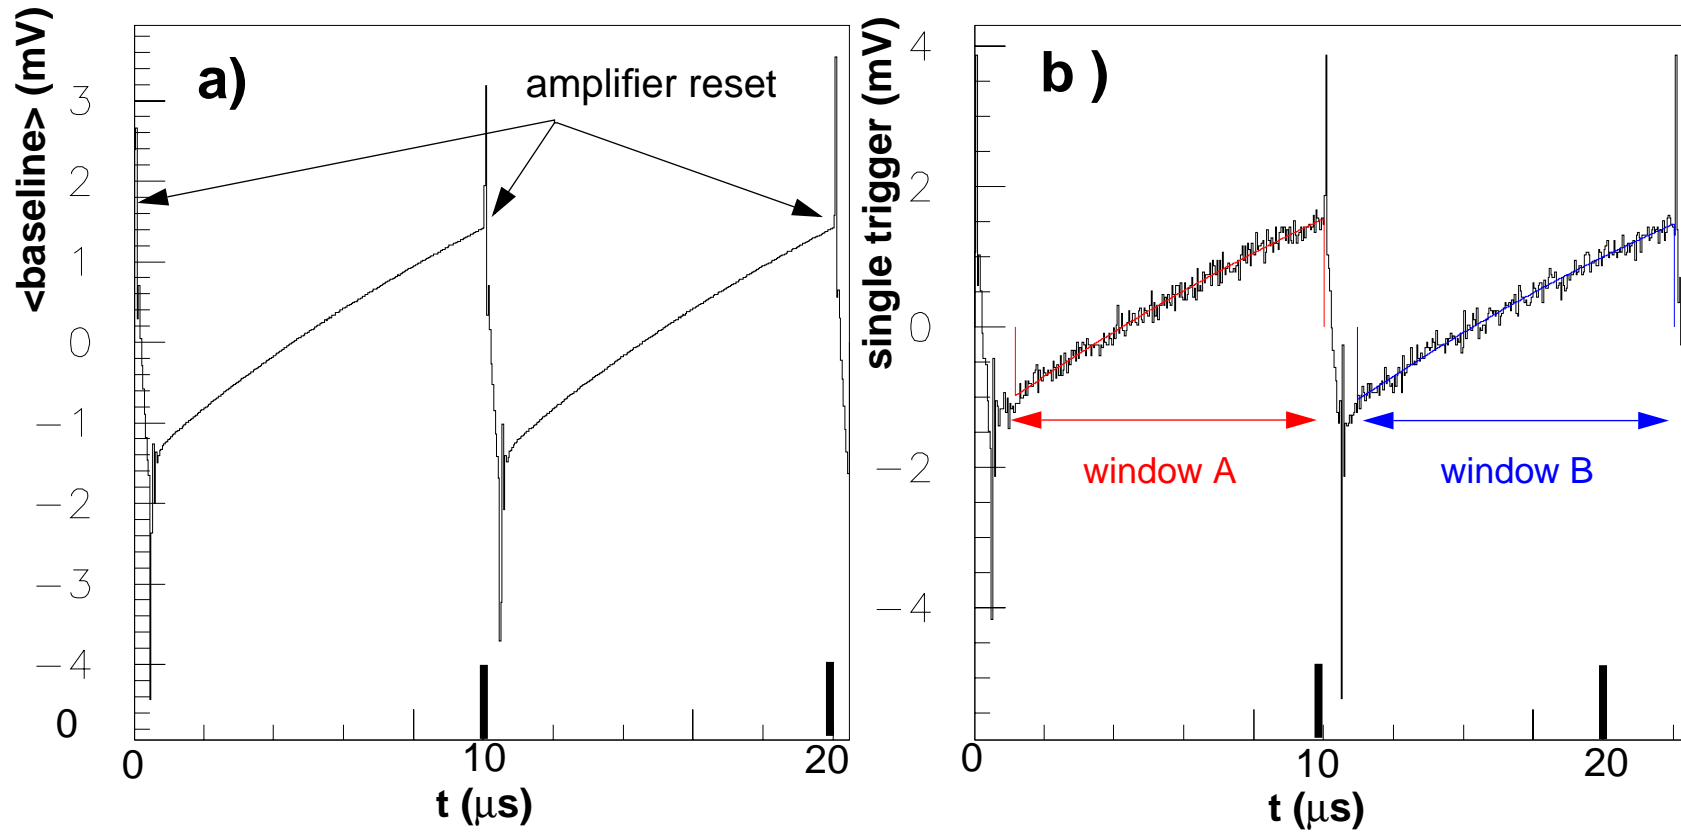 a)
amplifier reset
<baseline> (mV)
3
2
1
0
−1
−2
−3
−4
0
0
10
20
t (μs)
b )
single trigger (mV)
4
2
0
−2
−4
window A
window B
0
10
20
t (μs)